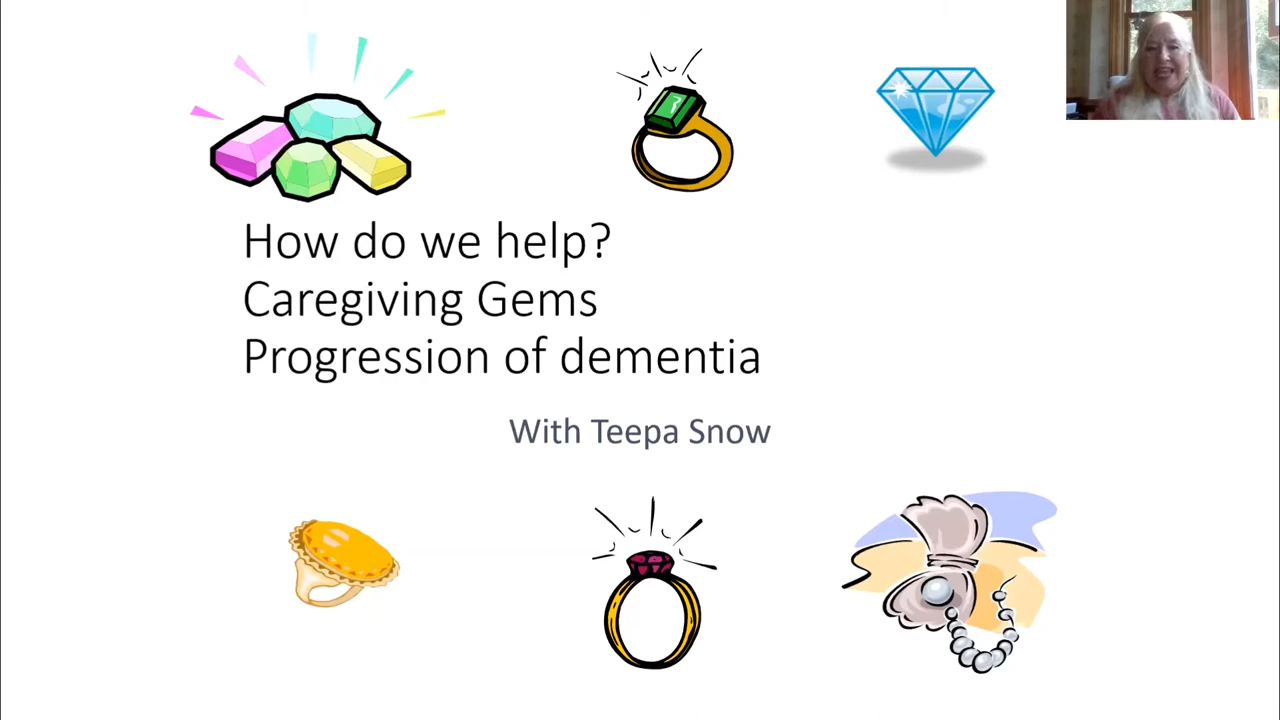 How do we help?
Caregiving Gems
Progression of dementia
With Teepa Snow